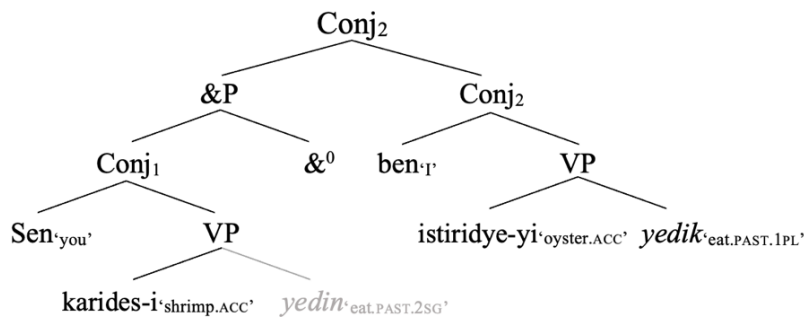 Conj₂
&P Conj₂
Conj₁ &⁰ ben‘I’ VP
Sen‘you’ VP istiridye-yi‘oyster.ACC’ yedik‘eat.PAST.1PL’
karides-i‘shrimp.ACC’ yedin‘eat.PAST.2SG’